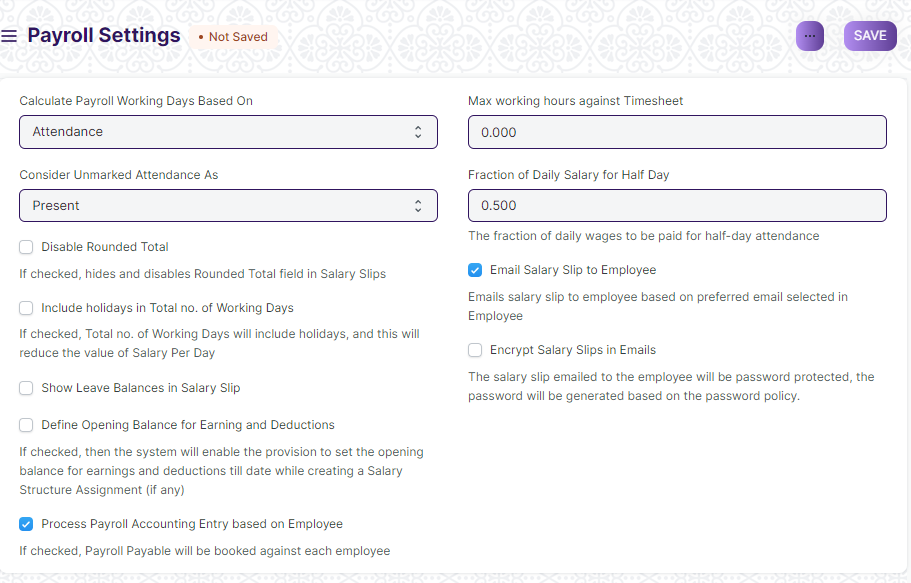 Payroll Settings
• Not Saved
...
SAVE
Calculate Payroll Working Days Based On
Attendance
Consider Unmarked Attendance As
Present
Disable Rounded Total
If checked, hides and disables Rounded Total field in Salary Slips
Include holidays in Total no. of Working Days
If checked, Total no. of Working Days will include holidays, and this will
reduce the value of Salary Per Day
Show Leave Balances in Salary Slip
Define Opening Balance for Earning and Deductions
If checked, then the system will enable the provision to set the opening
balance for earnings and deductions till date while creating a Salary
Structure Assignment (if any)
Process Payroll Accounting Entry based on Employee
If checked, Payroll Payable will be booked against each employee
Max working hours against Timesheet
0.000
Fraction of Daily Salary for Half Day
0.500
The fraction of daily wages to be paid for half-day attendance
Email Salary Slip to Employee
Emails salary slip to employee based on preferred email selected in
Employee
Encrypt Salary Slips in Emails
The salary slip emailed to the employee will be password protected, the
password will be generated based on the password policy.